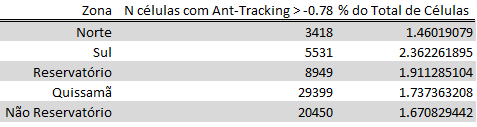 Zona N células com Ant-Tracking > -0.78 % do Total de Células
Norte 3418 1.46019079
Sul 5531 2.362261895
Reservatório 8949 1.911285104
Quissamã 29399 1.737363208
Não Reservatório 20450 1.670829442